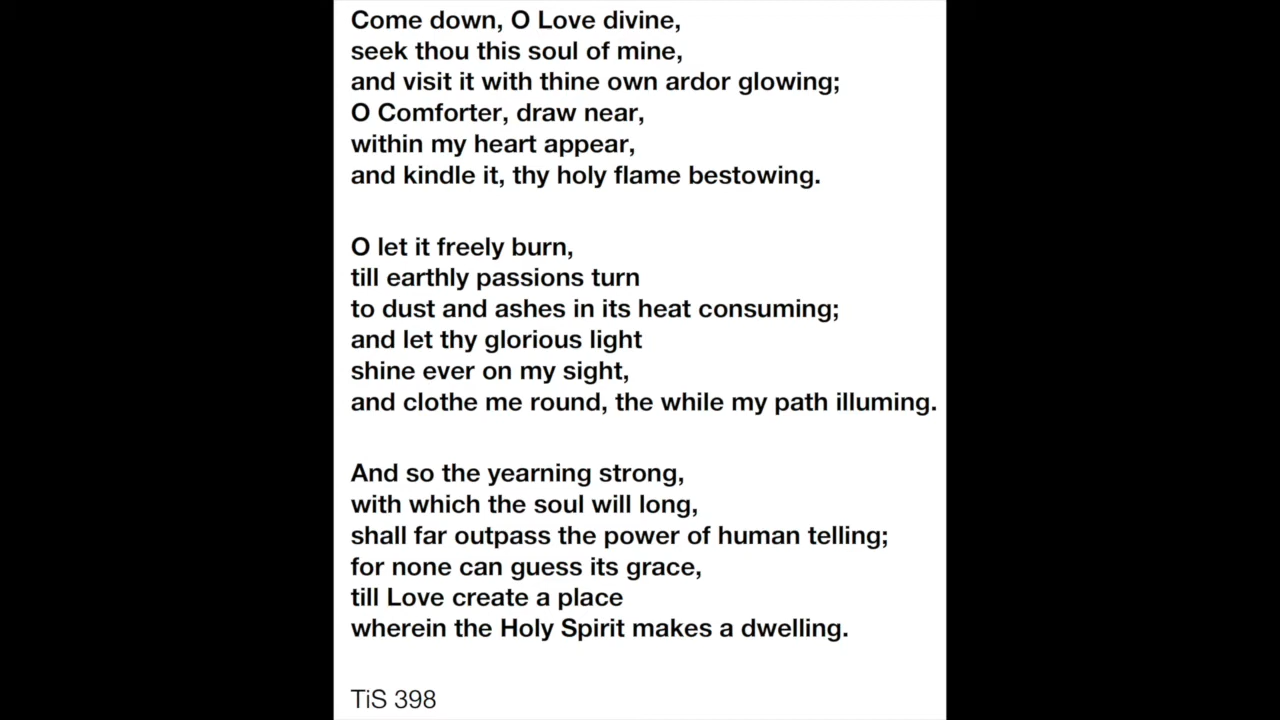 Come down, O Love divine,
seek thou this soul of mine,
and visit it with thine own ardor glowing;
O Comforter, draw near,
within my heart appear,
and kindle it, thy holy flame bestowing.
O let it freely burn,
till earthly passions turn
to dust and ashes in its heat consuming;
and let thy glorious light
shine ever on my sight,
and clothe me round, the while my path illuming.
And so the yearning strong,
with which the soul will long,
shall far outpass the power of human telling;
for none can guess its grace,
till Love create a place
wherein the Holy Spirit makes a dwelling.
TiS 398